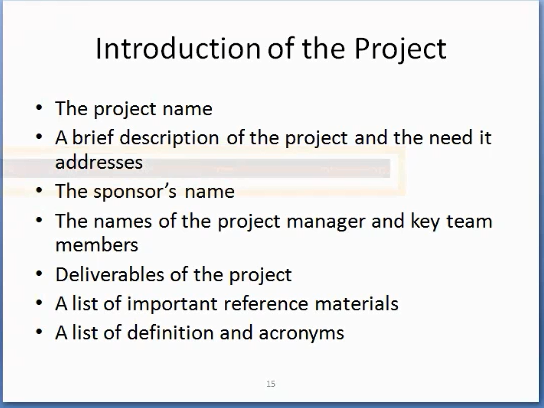 Introduction of the Project
• The project name
• A brief description of the project and the need it
addresses
• The sponsor's name
• The names of the project manager and key team
members
• Deliverables of the project
• A list of important reference materials
• A list of definition and acronyms
15